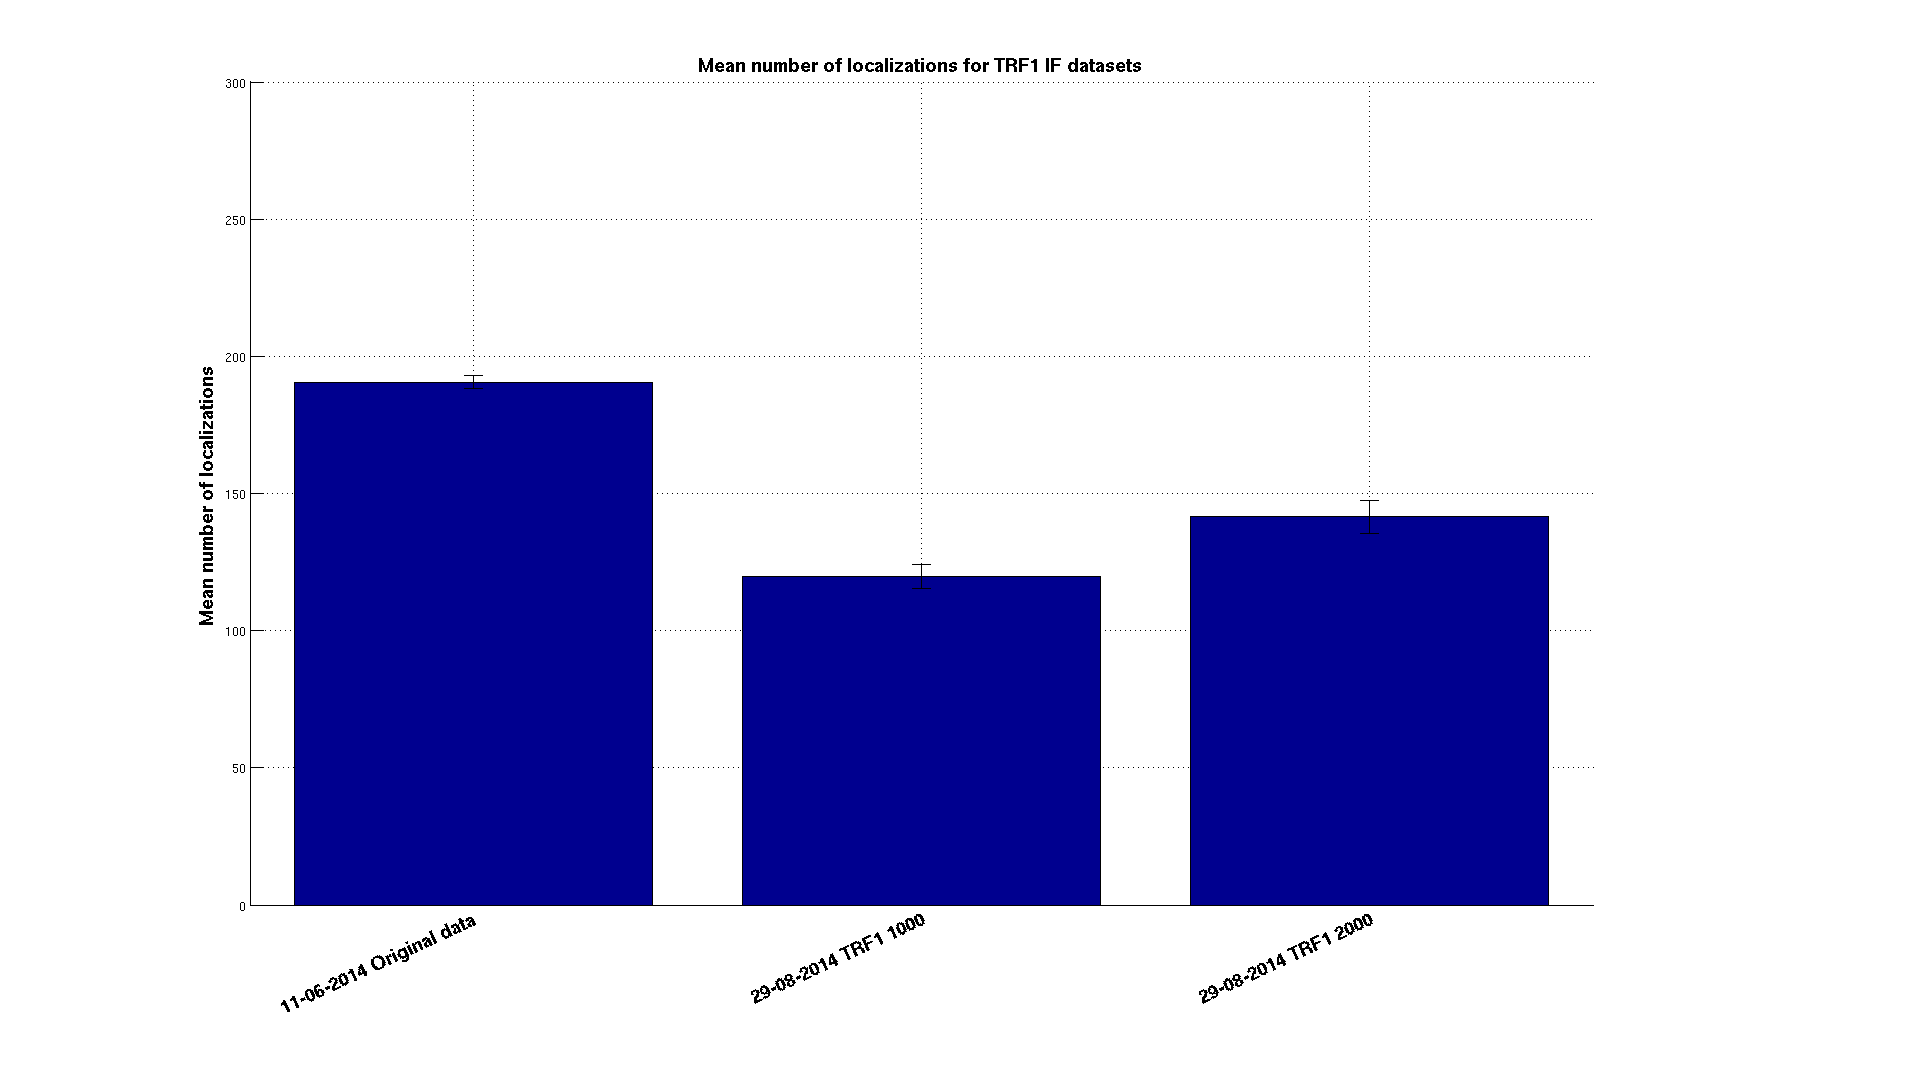 Mean number of localizations for TRF1 IF datasets
300
250
200
150
100
50
0
Mean number of localizations
11-06-2014 Original data
29-08-2014 TRF1 1000
29-08-2014 TRF1 2000